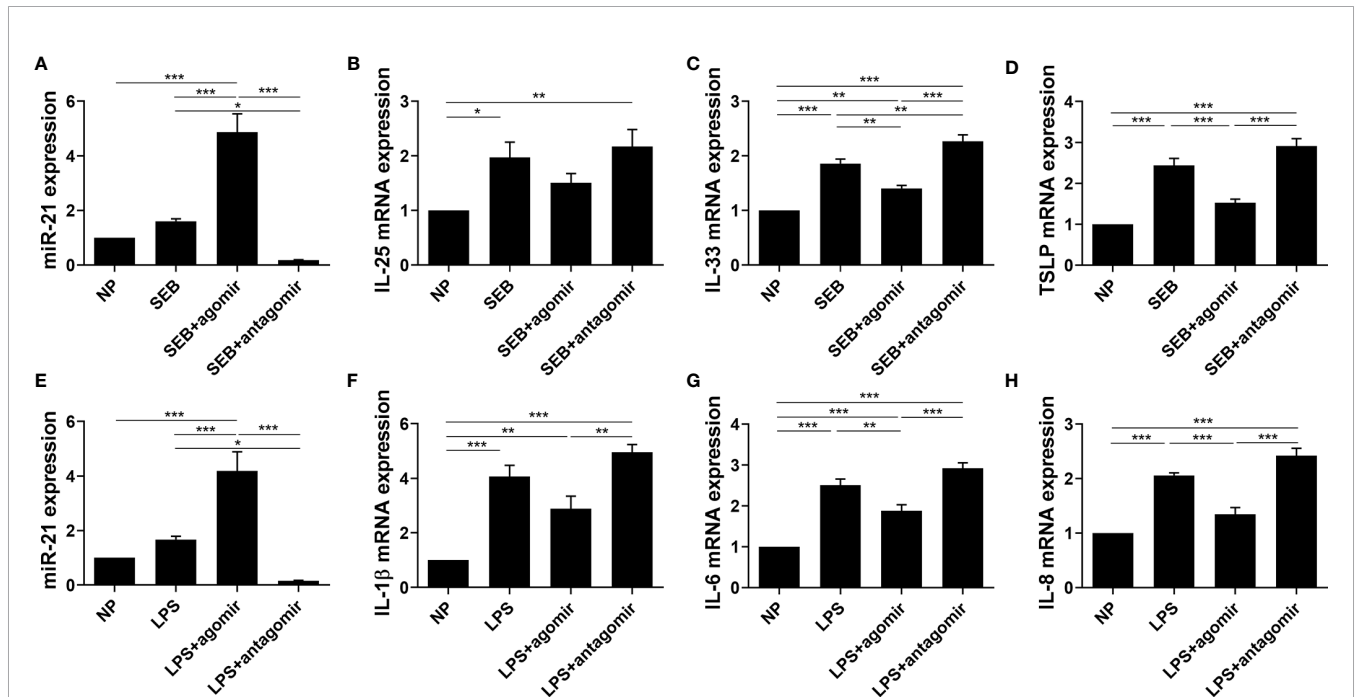 A
miR-21 expression
6
4
2
0
***
***
***
*
NP
SEB
SEB+agomir
SEB+antagomir
B
IL-25 mRNA expression
3
2
1
0
**
*
NP
SEB
SEB+agomir
SEB+antagomir
C
IL-33 mRNA expression
3
2
1
0
***
**
***
***
**
**
NP
SEB
SEB+agomir
SEB+antagomir
D
TSLP mRNA expression
4
3
2
1
0
***
***
***
***
NP
SEB
SEB+agomir
SEB+antagomir
E
miR-21 expression
6
4
2
0
***
***
***
*
NP
LPS
LPS+agomir
LPS+antagomir
F
IL-1β mRNA expression
6
4
2
0
***
**
***
**
NP
LPS
LPS+agomir
LPS+antagomir
G
IL-6 mRNA expression
4
3
2
1
0
***
***
***
***
**
NP
LPS
LPS+agomir
LPS+antagomir
H
IL-8 mRNA expression
3
2
1
0
***
***
***
***
NP
LPS
LPS+agomir
LPS+antagomir